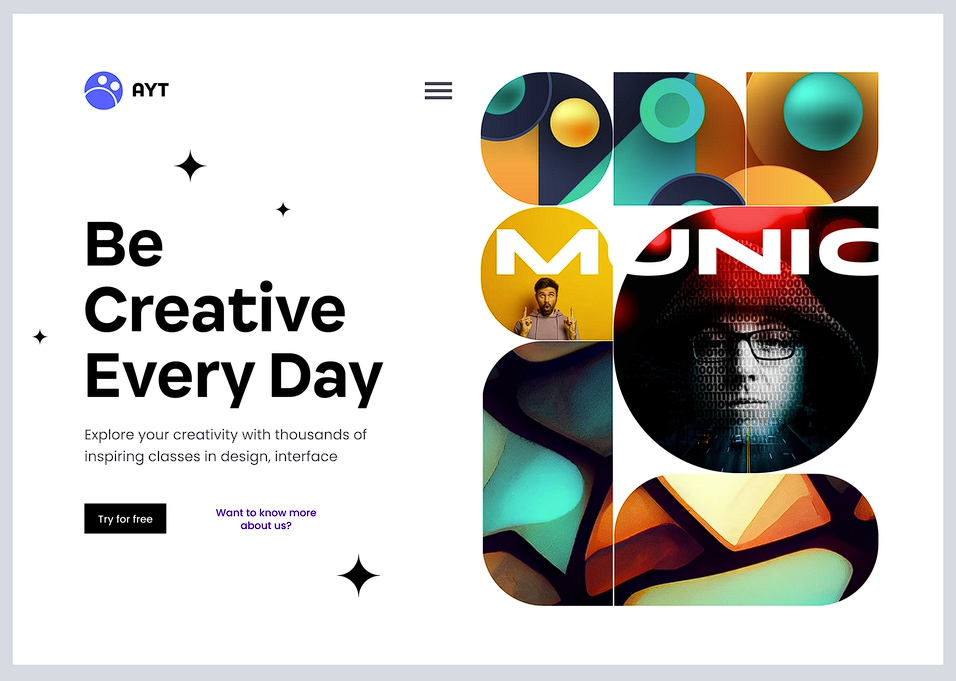 AYT
Be
Creative
Every Day
Explore your creativity with thousands of
inspiring classes in design, interface
Try for free
Want to know more
about us?
MUNIC